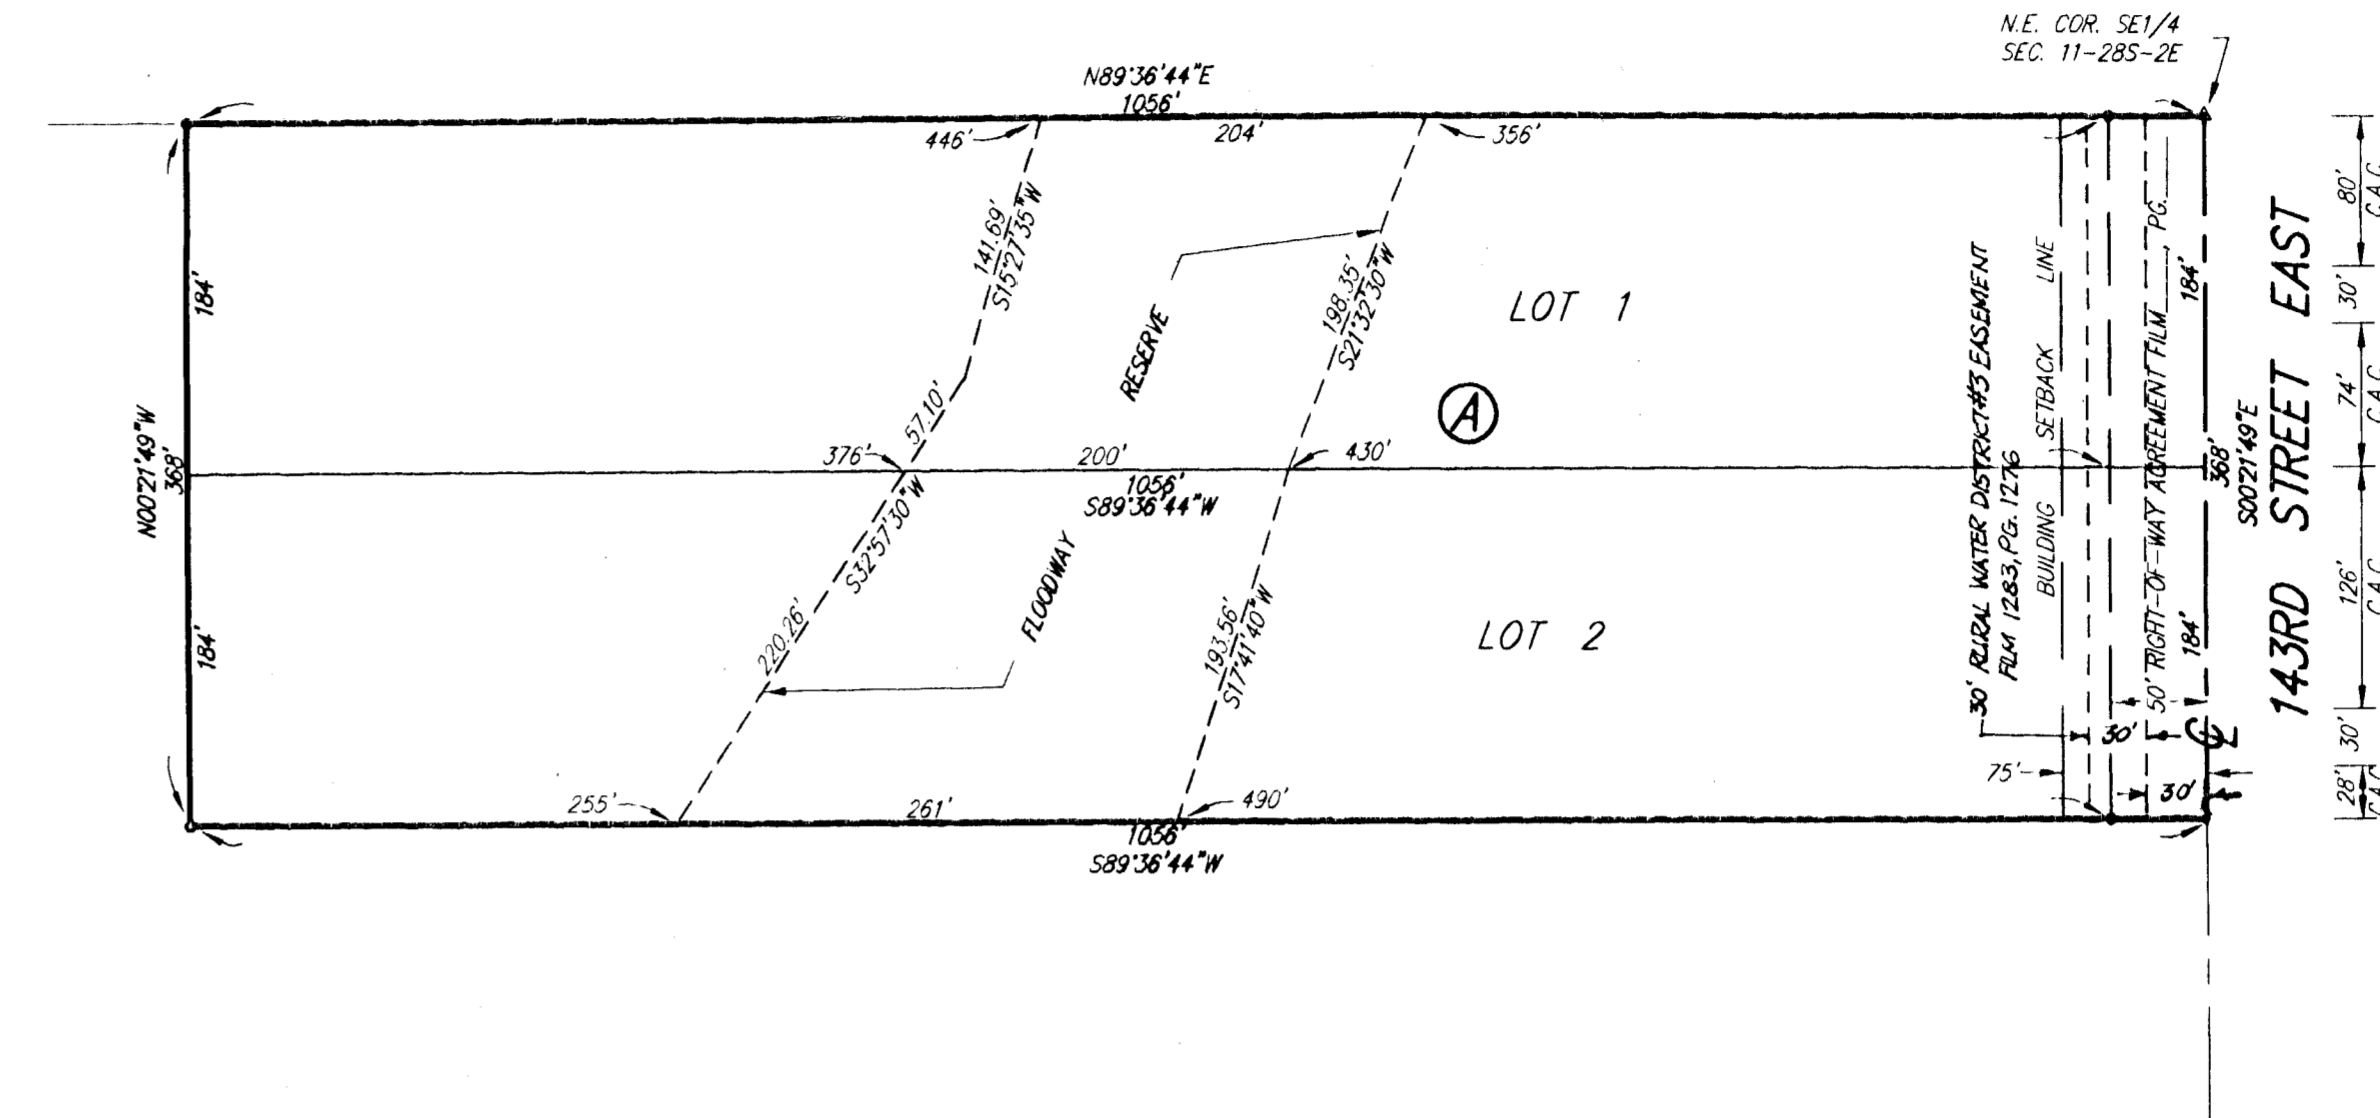 N.E. COR. SE1/4
SEC. 11-28S-2E
N89°36'44"E
1056'
446'
204'
356'
141.69'
S15°27'35"W
198.35'
S21°32'30"W
RESERVE
LOT 1
A
184'
57.10'
N00°21'49"W
368'
376'
200'
430'
1056'
S89°36'44"W
S32°57'30"W
220.26'
FLOODWAY
193.56'
S17°41'40"W
LOT 2
184'
255'
261'
490'
1056'
S89°36'44"W
30' RURAL WATER DISTRICT#3 EASEMENT
FILM 1283, PG. 1276
BUILDING SETBACK LINE
50' RIGHT-OF-WAY AGREEMENT FILM____, PG.____
184'
184'
30'
75'
30'
368'
S00°21'49"E
143RD STREET EAST
80'
C.A.C.
30'
74'
C.A.C.
126'
C.A.C.
30'
28'
C.A.C.